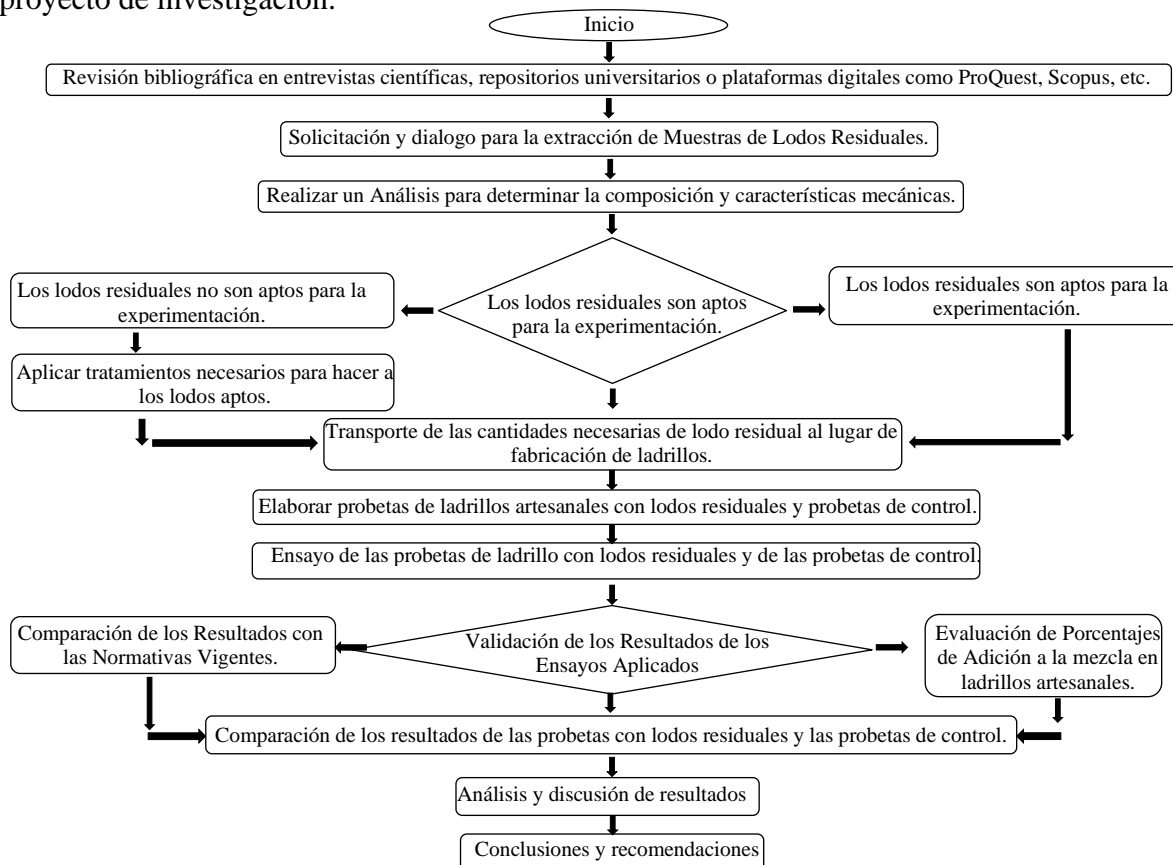 proyecto de investigación.
Inicio
Revisión bibliográfica en entrevistas científicas, repositorios universitarios o plataformas digitales como ProQuest, Scopus, etc.
Solicitación y dialogo para la extracción de Muestras de Lodos Residuales.
Realizar un Análisis para determinar la composición y características mecánicas.
Los lodos residuales no son aptos para la
experimentación.
Los lodos residuales son aptos
para la experimentación.
Los lodos residuales son aptos para la
experimentación.
Aplicar tratamientos necesarios para hacer a
los lodos aptos.
Transporte de las cantidades necesarias de lodo residual al lugar de
fabricación de ladrillos.
Elaborar probetas de ladrillos artesanales con lodos residuales y probetas de control.
Ensayo de las probetas de ladrillo con lodos residuales y de las probetas de control.
Comparación de los Resultados con
las Normativas Vigentes.
Validación de los Resultados de los
Ensayos Aplicados
Evaluación de Porcentajes
de Adición a la mezcla en
ladrillos artesanales.
Comparación de los resultados de las probetas con lodos residuales y las probetas de control.
Análisis y discusión de resultados
Conclusiones y recomendaciones